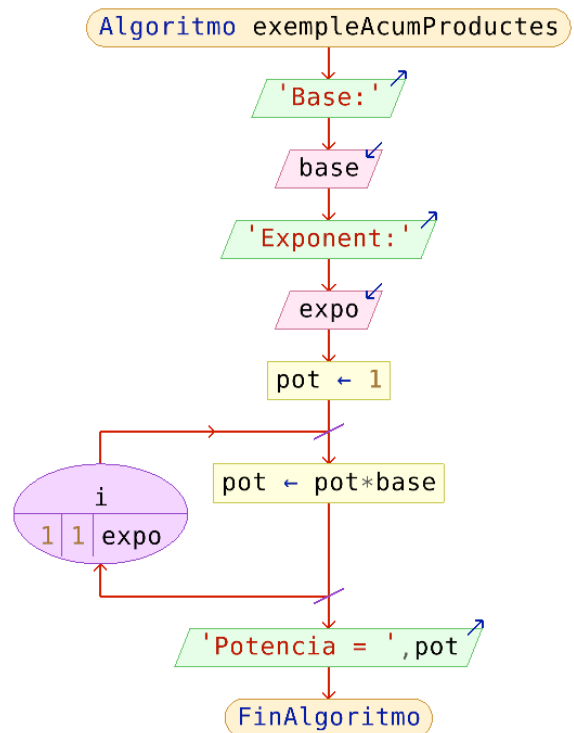 Algoritmo exempleAcumProductes
'Base:'
base
'Exponent:'
expo
pot ← 1
pot ← pot*base
i
1 1 expo
'Potencia = ',pot
FinAlgoritmo